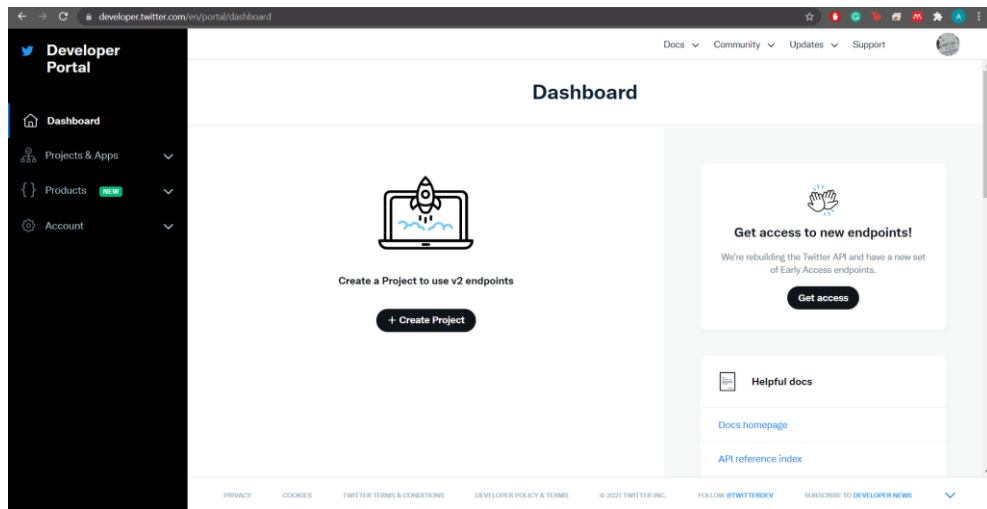 developer.twitter.com/en/portal/dashboard
A
Developer
Portal
Docs
Community
Updates
Support
Dashboard
Dashboard
Projects & Apps
Products NEW
Account
Create a Project to use v2 endpoints
+ Create Project
Get access to new endpoints!
We're rebuilding the Twitter API and have a new set
of Early Access endpoints.
Get access
Helpful docs
Docs homepage
API reference index
PRIVACY COOKIES TWITTER TERMS & CONDITIONS DEVELOPER POLICY & TERMS © 2021 TWITTER INC. FOLLOW @TWITTERDEV SUBSCRIBE TO DEVELOPER NEWS